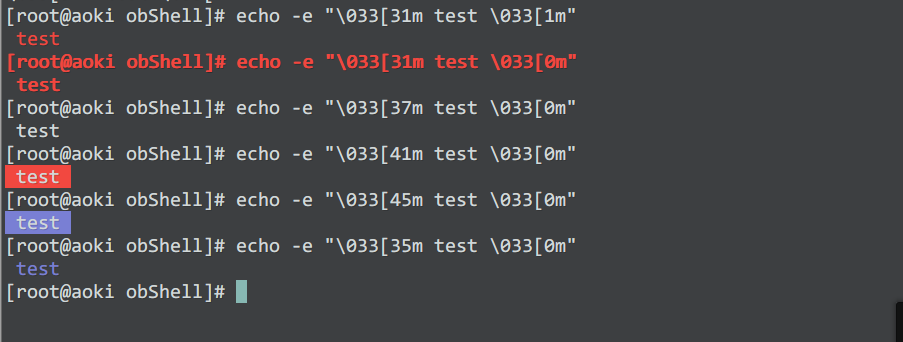 [root@aoki obShell]# echo -e "\033[31m test \033[1m"
test
[root@aoki obShell]# echo -e "\033[31m test \033[0m"
test
[root@aoki obShell]# echo -e "\033[37m test \033[0m"
test
[root@aoki obShell]# echo -e "\033[41m test \033[0m"
test
[root@aoki obShell]# echo -e "\033[45m test \033[0m"
test
[root@aoki obShell]# echo -e "\033[35m test \033[0m"
test
[root@aoki obShell]#